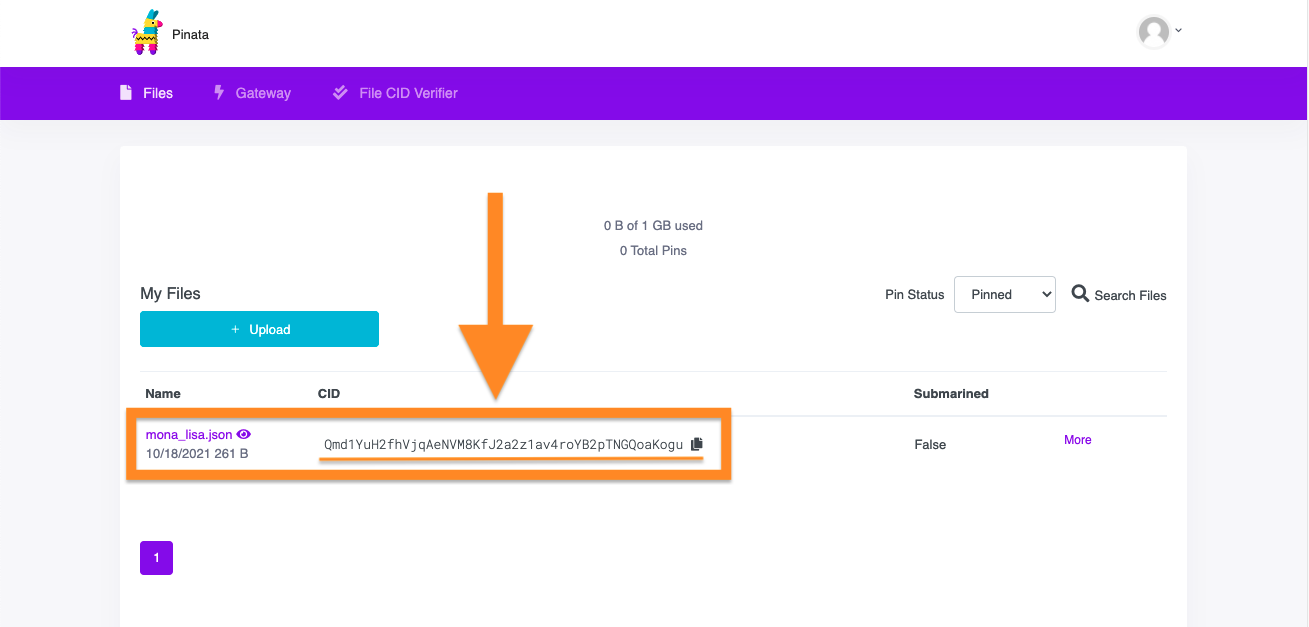 Pinata
Files Gateway File CID Verifier
0 B of 1 GB used
0 Total Pins
My Files
Pin Status Pinned Search Files
+ Upload
Name CID Submarined
mona_lisa.json
10/18/2021 261 B
Qmd1YuH2fhVjqAeNVM8KfJ2a2z1av4roYB2pTNGQoaKogu
False
More
1